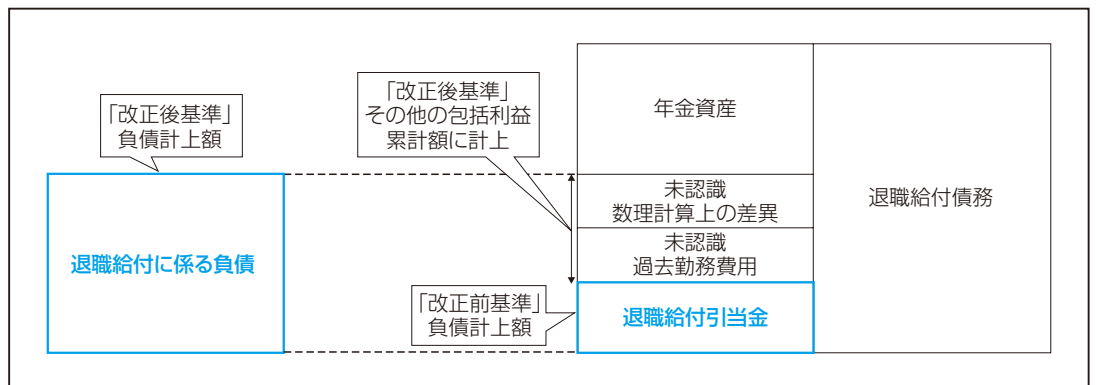 「改正後基準」
負債計上額
「改正後基準」
その他の包括利益
累計額に計上
年金資産
退職給付債務
未認識
数理計算上の差異
未認識
過去勤務費用
退職給付に係る負債
「改正前基準」
負債計上額
退職給付引当金